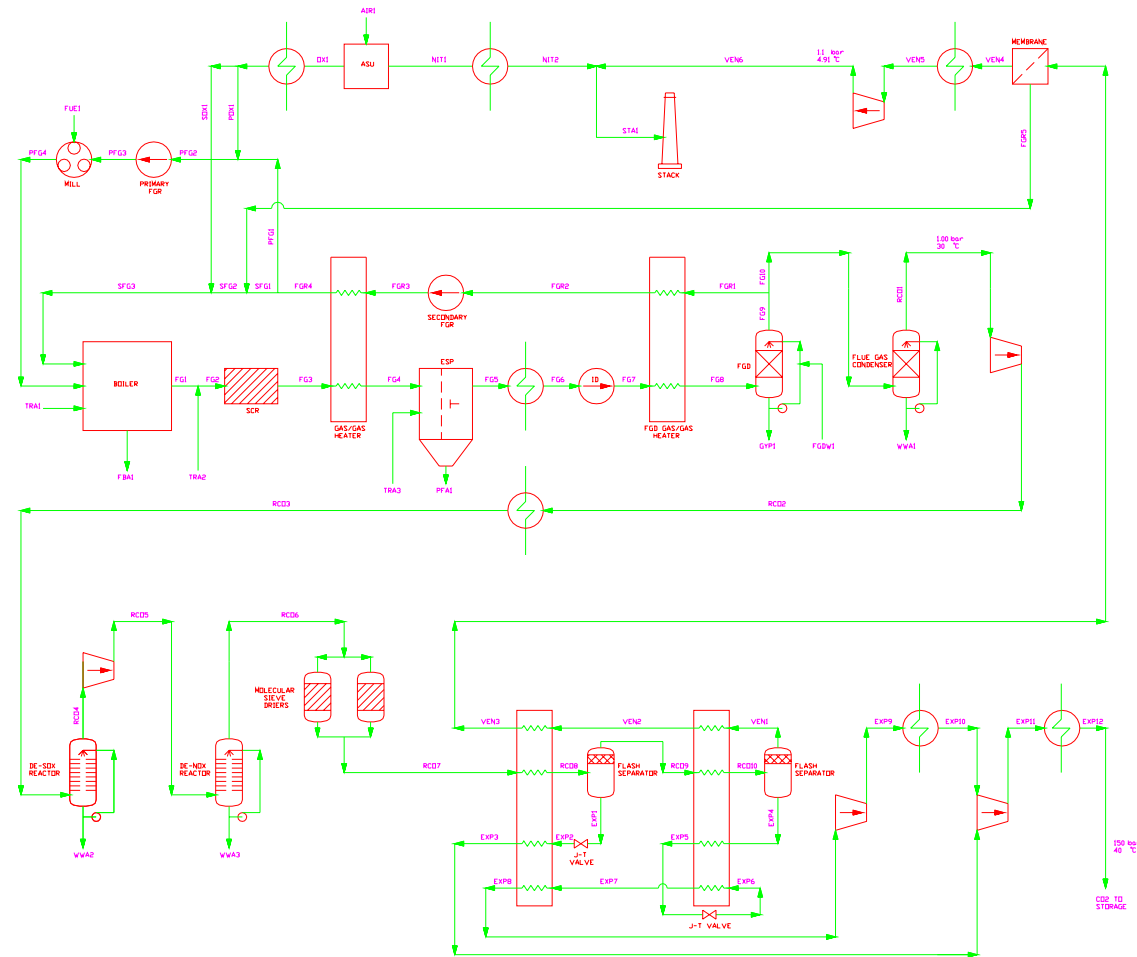 AIR1
OX1
ASU
NIT1
NIT2
VEN6
1.1 bar
4.91 °C
VEN5
VEN4
MEMBRANE
SOX1
POX1
FUE1
STA1
STACK
FGR5
PFG4
PFG3
PFG2
MILL
PRIMARY
FGR
PFG1
SFG3
SFG2
SFG1
FGR4
FGR3
FGR2
FGR1
SECONDARY
FGR
FG10
FG9
1.00 bar
30 °C
RCO1
BOILER
FG1
FG2
SCR
FG3
GAS/GAS
HEATER
FG4
ESP
FG5
FG6
ID
FG7
FG8
FGD GAS/GAS
HEATER
FGD
FLUE GAS
CONDENSER
TRA1
FBA1
TRA2
TRA3
PFA1
GYP1
FGDW1
WWA1
RCO3
RCO2
RCO5
RCO6
RCO4
MOLECULAR
SIEVE
DRIERS
DE-SOX
REACTOR
DE-NOX
REACTOR
WWA2
WWA3
RCO7
VEN3
VEN2
VEN1
RCO8
FLASH
SEPARATOR
RCO9
RCO10
FLASH
SEPARATOR
EXP1
EXP4
EXP3
EXP2
J-T
VALVE
EXP5
EXP8
EXP7
EXP6
J-T VALVE
EXP9
EXP10
EXP11
EXP12
150 ba
40 °C
CO2 TO
STORAGE